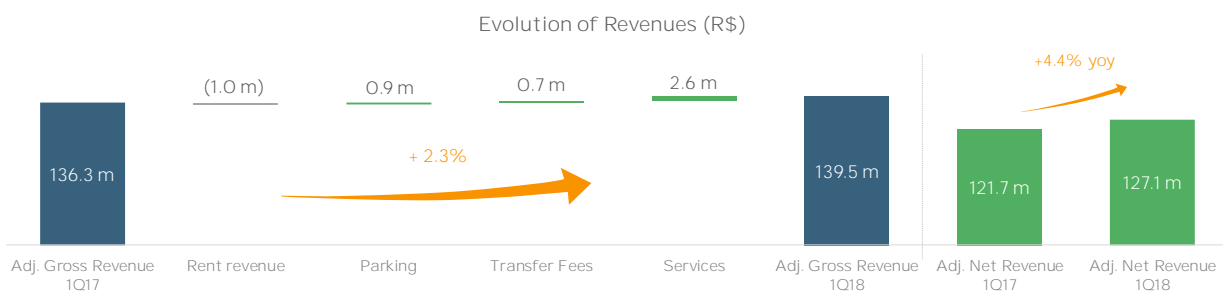 Evolution of Revenues (R$)
+4.4% yoy
(1.0 m)
0.9 m
0.7 m
2.6 m
+ 2.3%
136.3 m
139.5 m
121.7 m
127.1 m
Adj. Gross Revenue
1Q17
Rent revenue
Parking
Transfer Fees
Services
Adj. Gross Revenue
1Q18
Adj. Net Revenue
1Q17
Adj. Net Revenue
1Q18